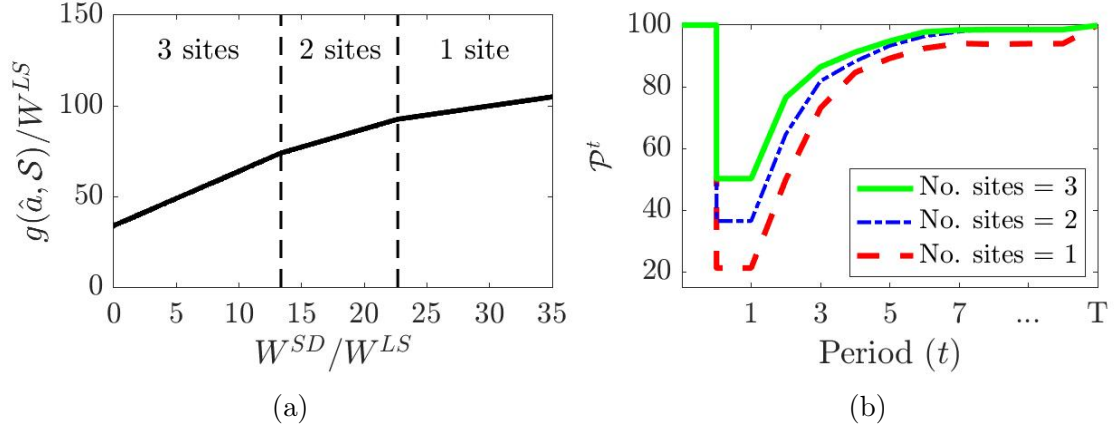 150
100
50
0
g(â, 𝒮)/W^{LS}
3 sites
2 sites
1 site
0 5 10 15 20 25 30 35
W^{SD}/W^{LS}
(a)
100
80
60
40
20
𝒫^t
No. sites = 3
No. sites = 2
No. sites = 1
1 3 5 7 ... T
Period (t)
(b)